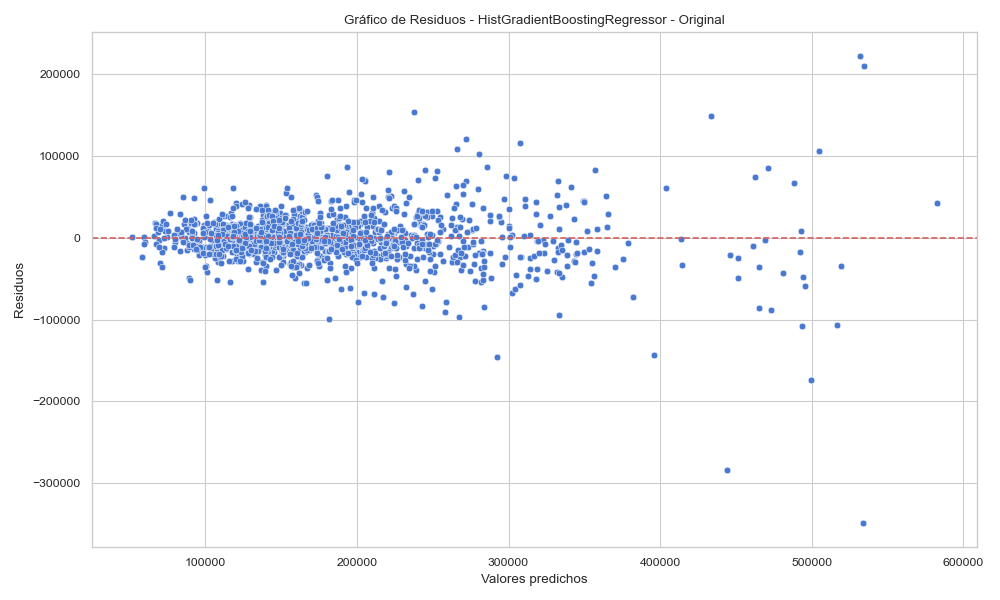 Gráfico de Residuos - HistGradientBoostingRegressor - Original
200000
100000
0
−100000
−200000
−300000
Residuos
100000 200000 300000 400000 500000 600000
Valores predichos